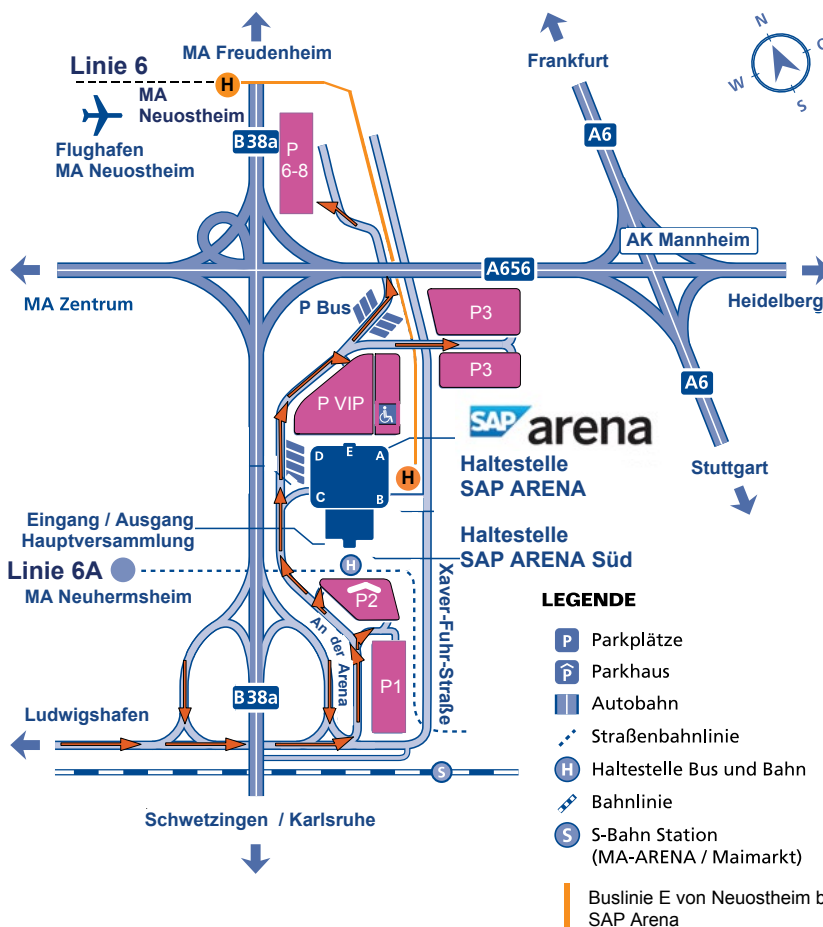 MA Freudenheim
Linie 6
H
MA
Neuostheim
Flughafen
MA Neuostheim
B38a
P
6-8
Frankfurt
N
O
W
S
A6
AK Mannheim
A656
MA Zentrum
Heidelberg
P Bus
P3
P3
A6
P VIP
SAP arena
E
D
A
C
B
H
Haltestelle
SAP ARENA
Stuttgart
Eingang / Ausgang
Hauptversammlung
Haltestelle
SAP ARENA Süd
H
Linie 6A
MA Neuhermsheim
P2
An der Arena
Xaver-Fuhr-Straße
P1
B38a
Ludwigshafen
S
Schwetzingen / Karlsruhe
LEGENDE
P Parkplätze
P Parkhaus
Autobahn
Straßenbahnlinie
H Haltestelle Bus und Bahn
Bahnlinie
S S-Bahn Station
(MA-ARENA / Maimarkt)
Buslinie E von Neuostheim b
SAP Arena